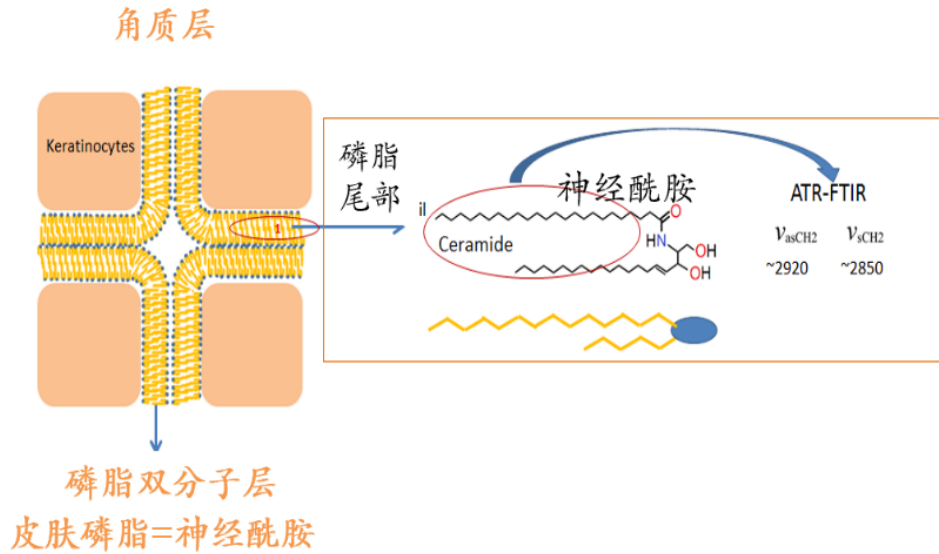 角质层
Keratinocytes
1
磷脂双分子层
皮肤磷脂=神经酰胺
磷脂
尾部
神经酰胺
il
Ceramide
O
HN
OH
OH
ATR-FTIR
νasCH2 νsCH2
~2920 ~2850